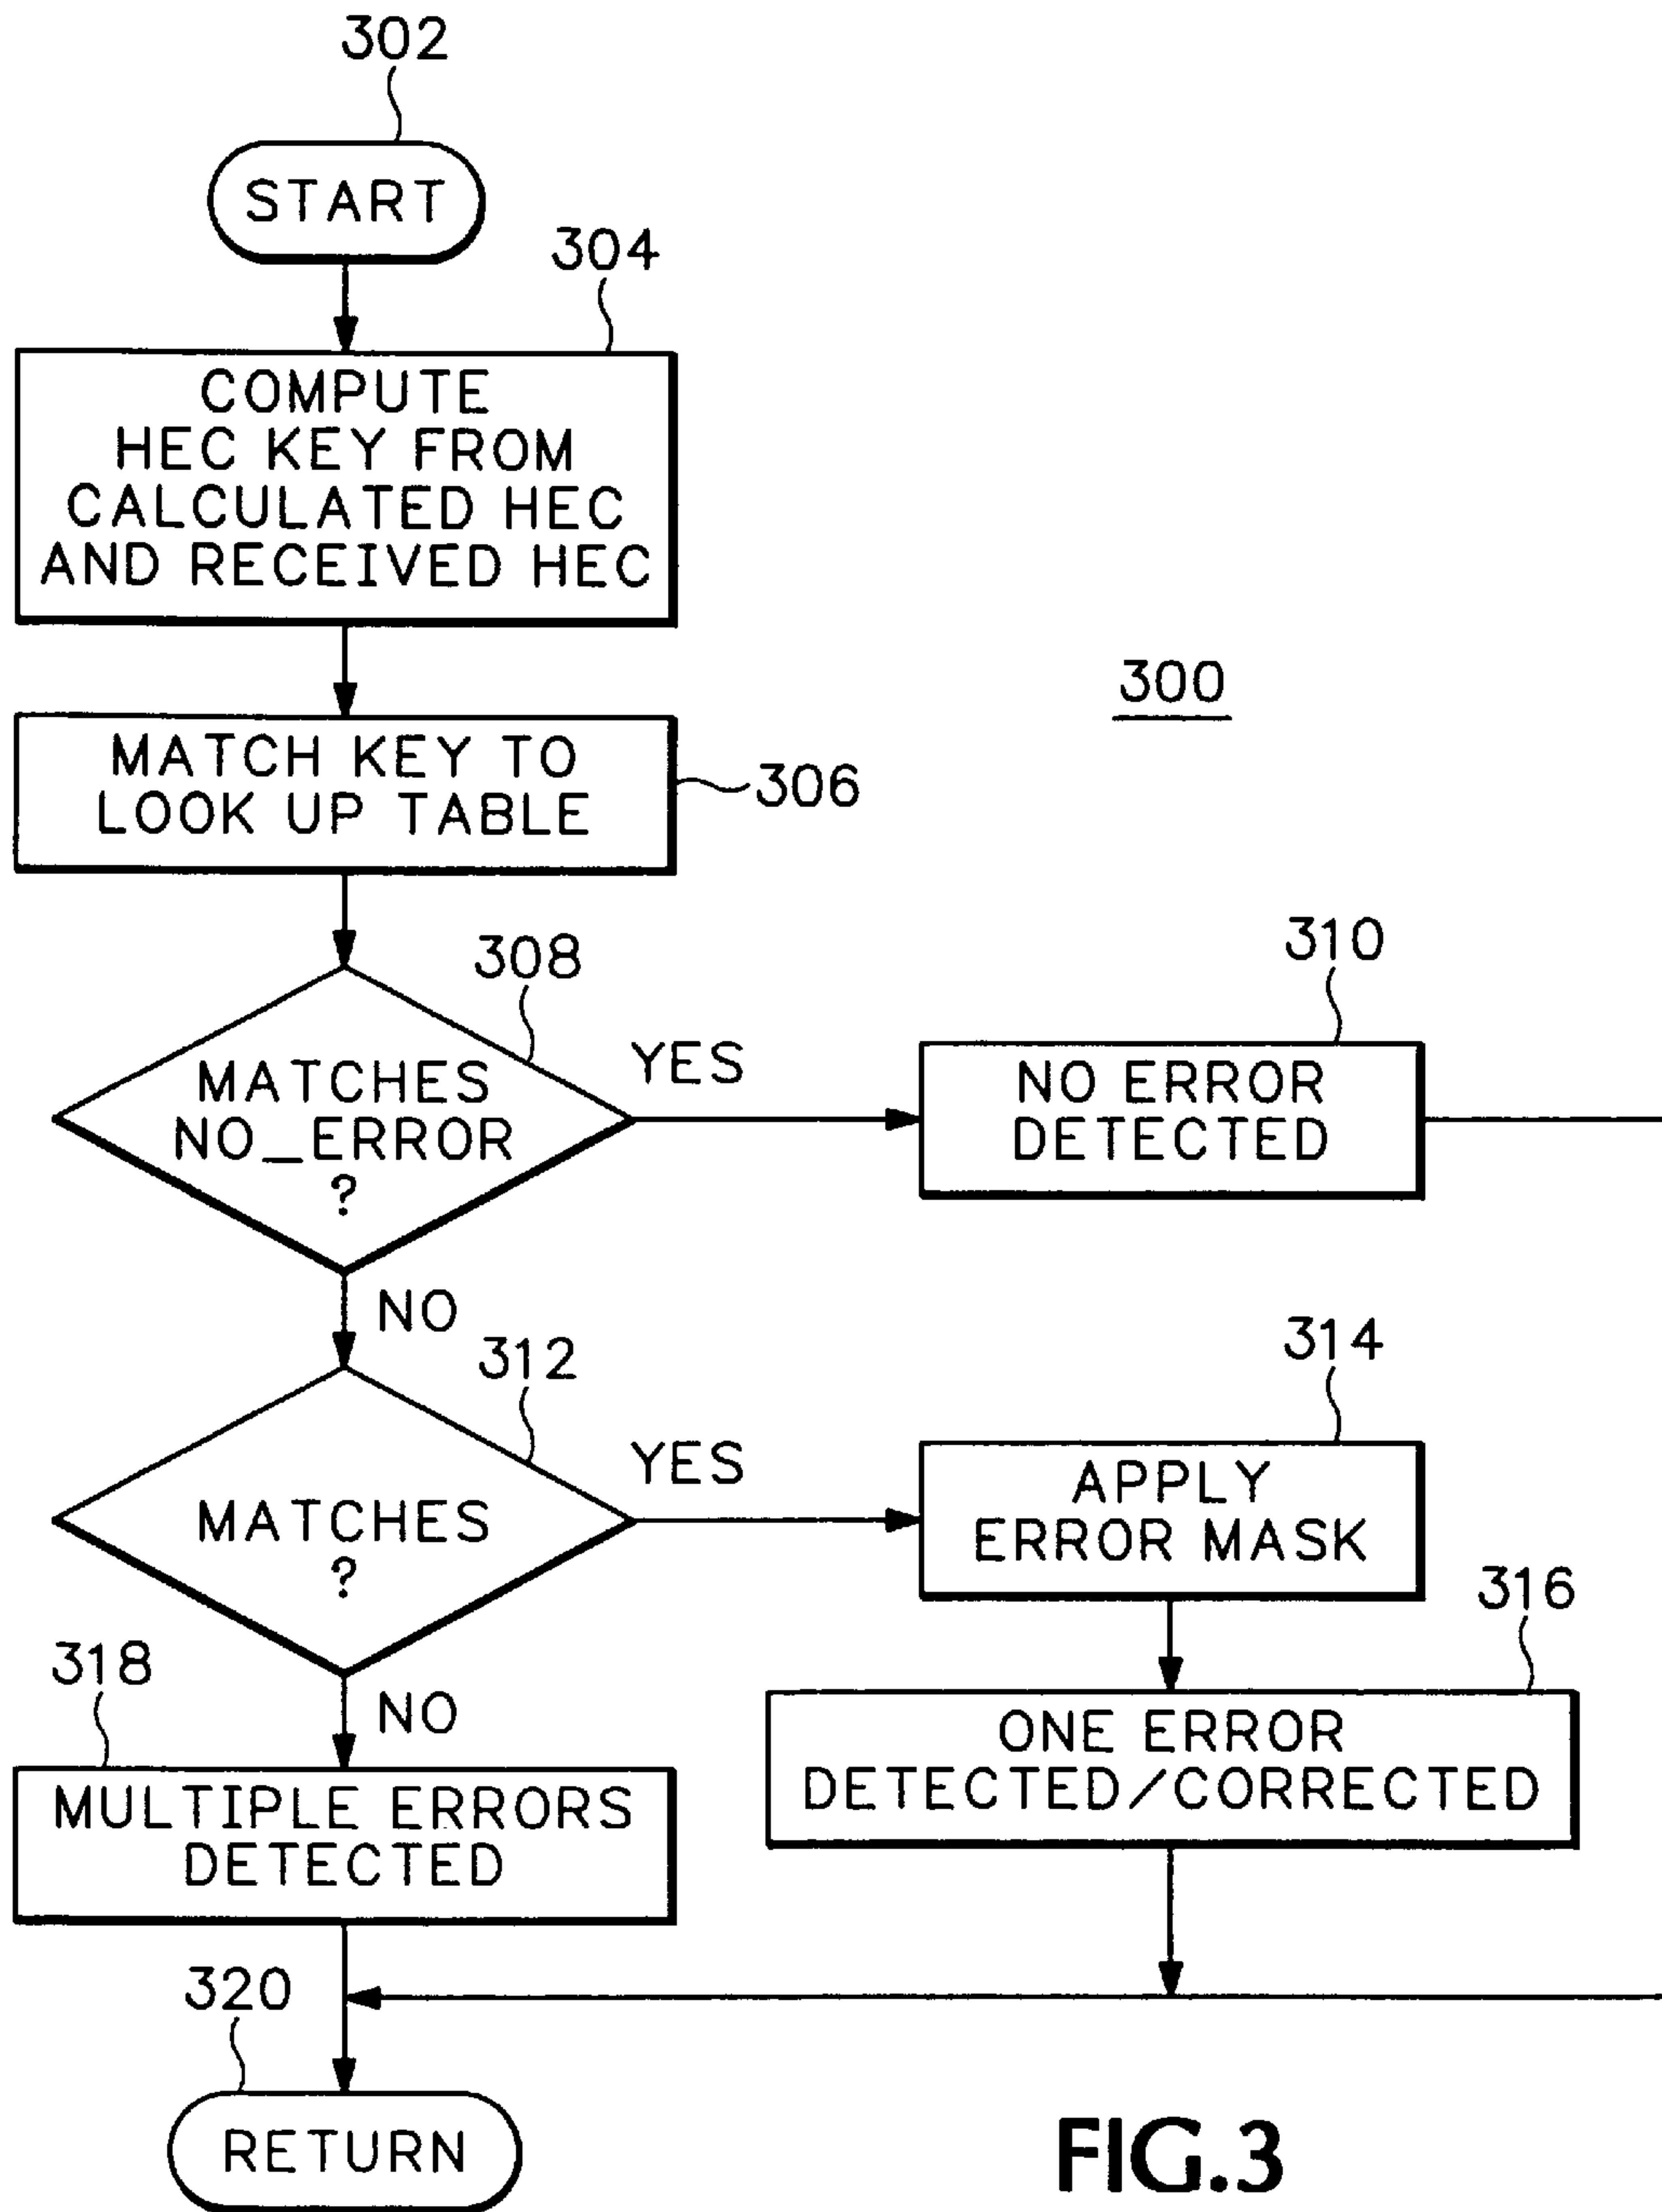 302
START
304
COMPUTE
HEC KEY FROM
CALCULATED HEC
AND RECEIVED HEC
300
MATCH KEY TO
LOOK UP TABLE
306
308
310
MATCHES
NO_ERROR
?
YES
NO ERROR
DETECTED
NO
312
314
MATCHES
?
YES
APPLY
ERROR MASK
316
318
NO
ONE ERROR
DETECTED/CORRECTED
MULTIPLE ERRORS
DETECTED
320
RETURN
FIG.3